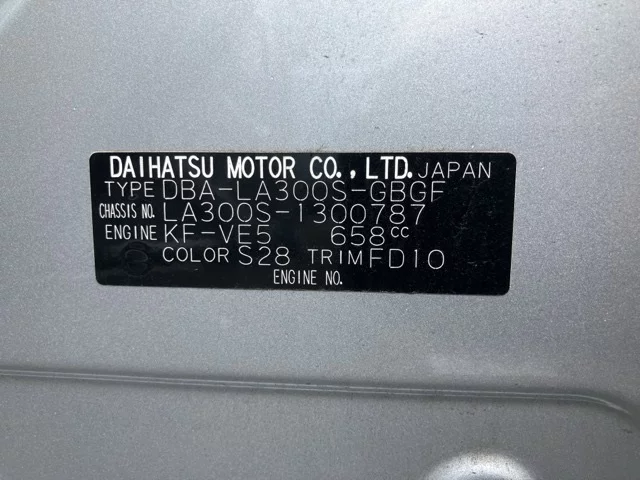 DAIHATSU MOTOR CO., LTD. JAPAN
TYPE DBA-LA300S-GBGF
CHASSIS NO. LA300S-1300787
ENGINE KF-VE5 658CC
COLOR S28 TRIM FD10
ENGINE NO.